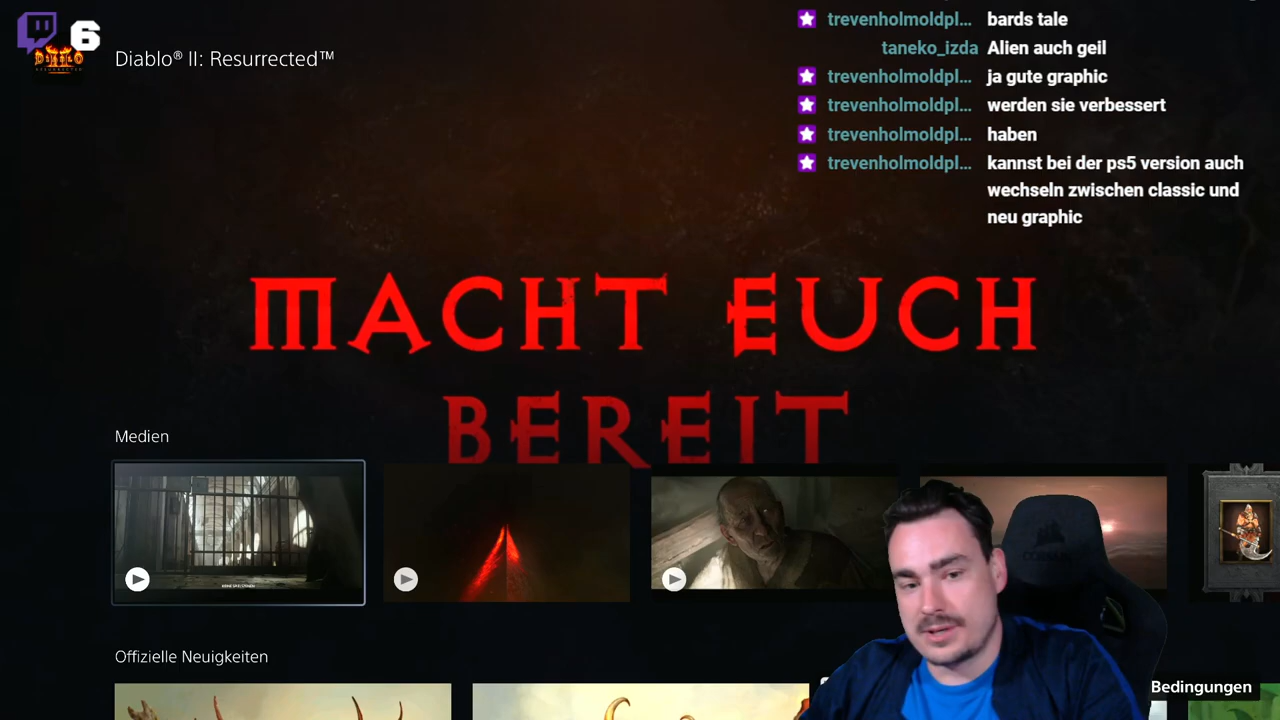 6
Diablo® II: Resurrected™
trevenholmoldpl... bards tale
taneko_izda Alien auch geil
trevenholmoldpl... ja gute graphic
trevenholmoldpl... werden sie verbessert
trevenholmoldpl... haben
trevenholmoldpl... kannst bei der ps5 version auch
wechseln zwischen classic und
neu graphic
MACHT EUCH
BEREIT
Medien
Offizielle Neuigkeiten
Bedingungen